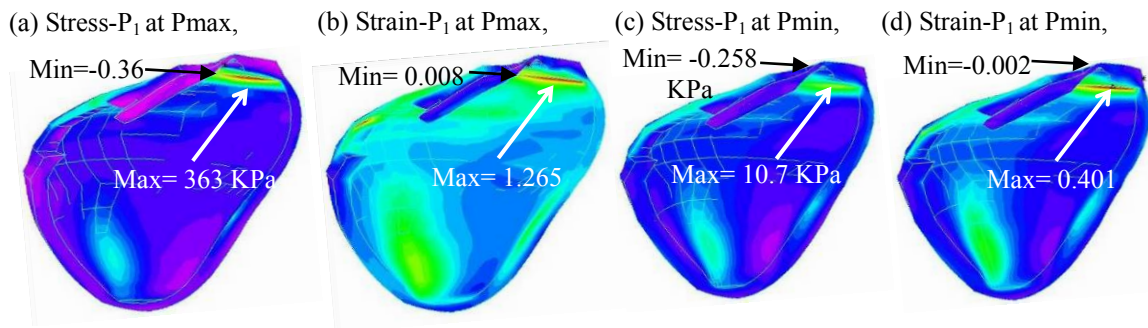 (a) Stress-P1 at Pmax,
Min=-0.36
Max= 363 KPa
(b) Strain-P1 at Pmax,
Min= 0.008
Max= 1.265
(c) Stress-P1 at Pmin,
Min= -0.258
KPa
Max= 10.7 KPa
(d) Strain-P1 at Pmin,
Min=-0.002
Max= 0.401